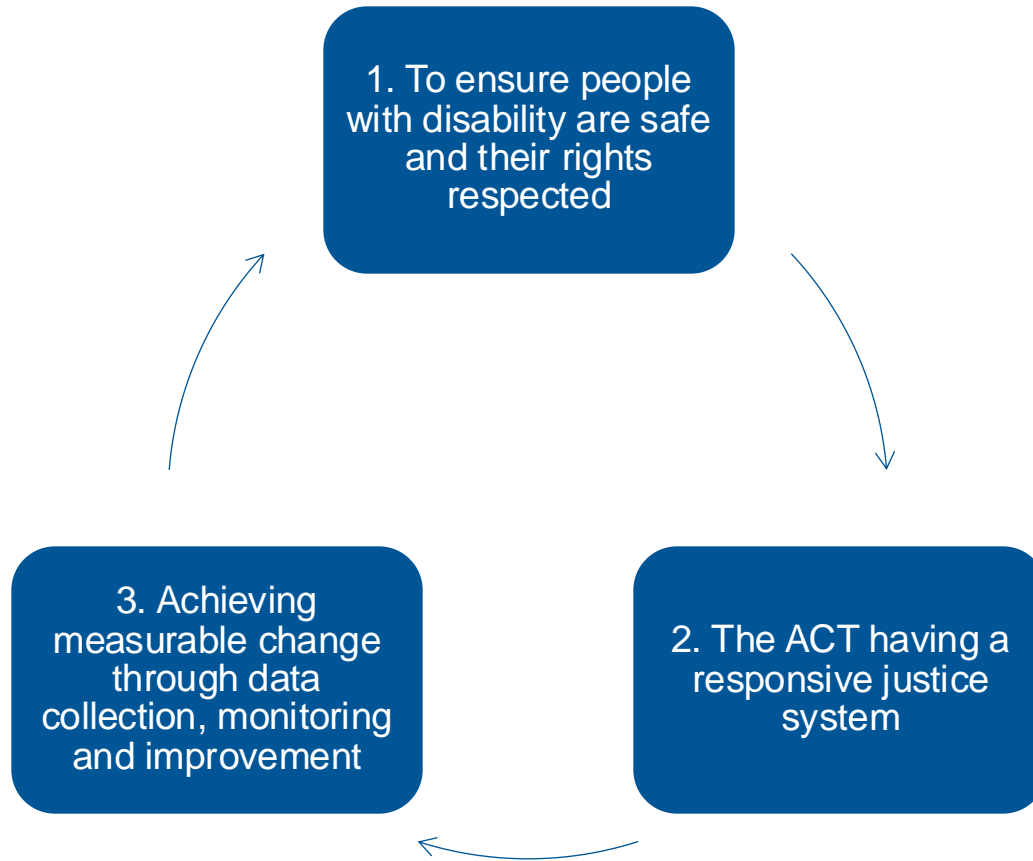 1. To ensure people
with disability are safe
and their rights
respected
2. The ACT having a
responsive justice
system
3. Achieving
measurable change
through data
collection, monitoring
and improvement